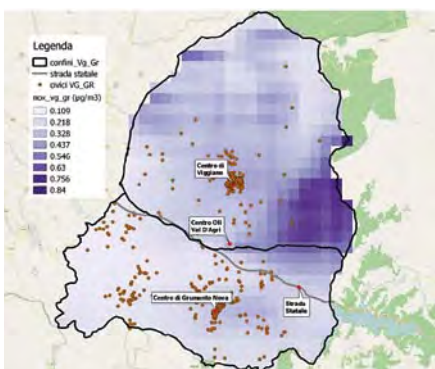 Legenda
confini_Vg_Gr
strada statale
civici VG_GR
nox_vg_gr (pg/m3)
0.109
0.218
0.328
0.437
0.546
0.63
0.756
0.84
Centro di
Viggiano
Centro Oli
Val D'Agri
Centro di Grumento Nova
Strada
Statale